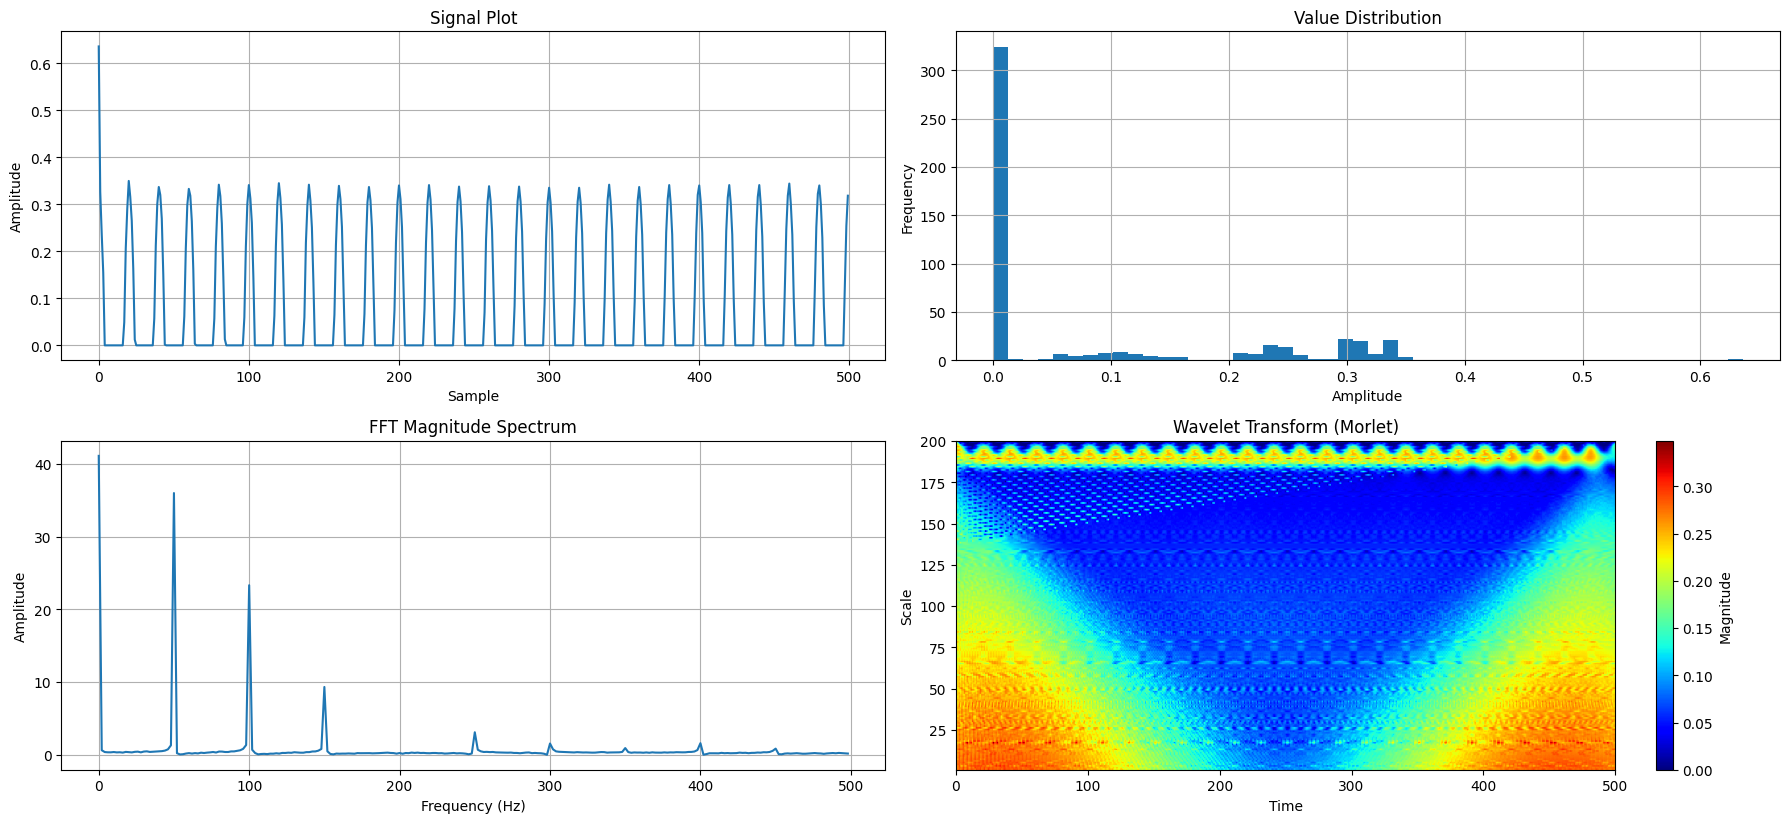 Signal Plot
Amplitude
0.6
0.5
0.4
0.3
0.2
0.1
0.0
0 100 200 300 400 500
Sample
Value Distribution
Frequency
300
250
200
150
100
50
0
0.0 0.1 0.2 0.3 0.4 0.5 0.6
Amplitude
FFT Magnitude Spectrum
Amplitude
40
30
20
10
0
0 100 200 300 400 500
Frequency (Hz)
Wavelet Transform (Morlet)
Scale
200
175
150
125
100
75
50
25
0 100 200 300 400 500
Time
0.30
0.25
0.20
0.15
0.10
0.05
0.00
Magnitude